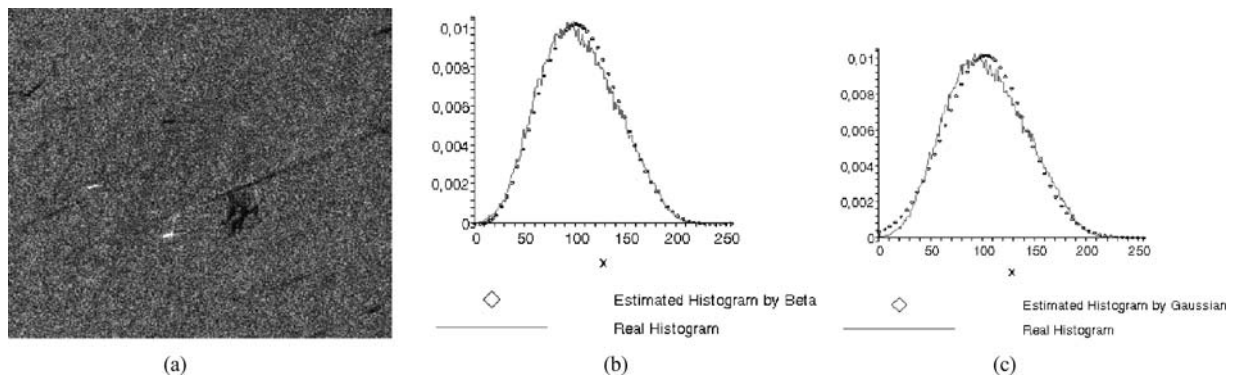 0,01
0,008
0,006
0,004
0,002
0
0 50 100 150 200 250
x
Estimated Histogram by Beta
Real Histogram
0,01
0,008
0,006
0,004
0,002
0
0 50 100 150 200 250
x
Estimated Histogram by Gaussian
Real Histogram
(a) (b) (c)